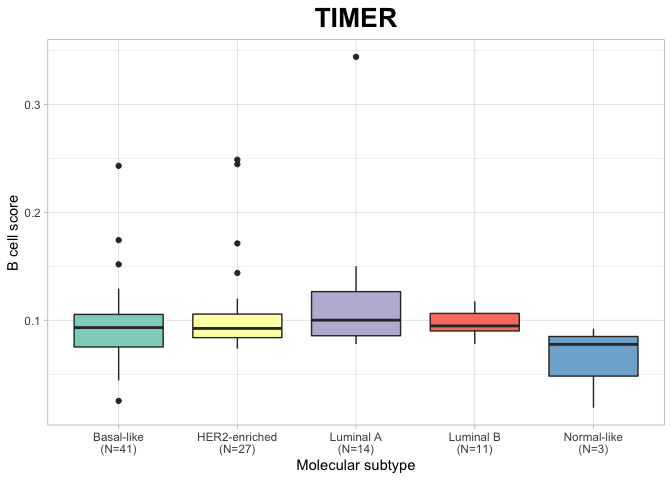 TIMER
B cell score
0.3
0.2
0.1
Basal-like
(N=41)
HER2-enriched
(N=27)
Luminal A
(N=14)
Luminal B
(N=11)
Normal-like
(N=3)
Molecular subtype